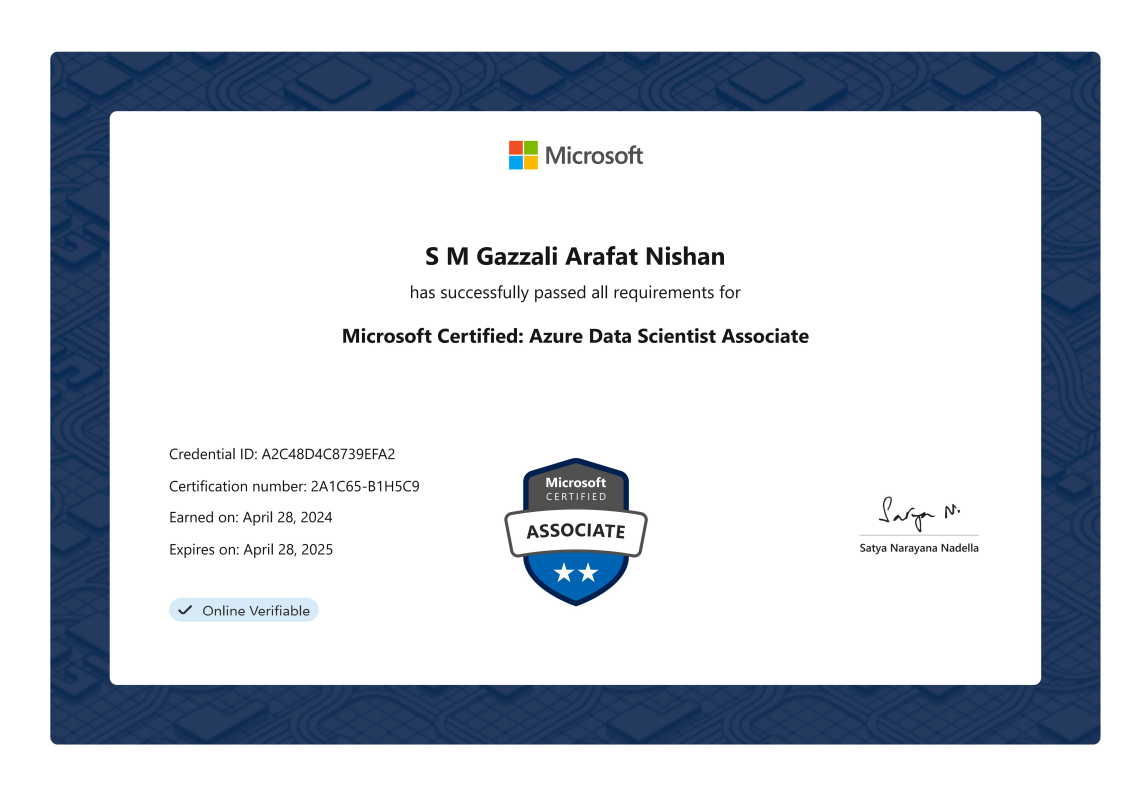 Microsoft
S M Gazzali Arafat Nishan
has successfully passed all requirements for
Microsoft Certified: Azure Data Scientist Associate
Credential ID: A2C48D4C8739EFA2
Certification number: 2A1C65-B1H5C9
Earned on: April 28, 2024
Expires on: April 28, 2025
Online Verifiable
Microsoft
CERTIFIED
ASSOCIATE
Satya N.
Satya Narayana Nadella